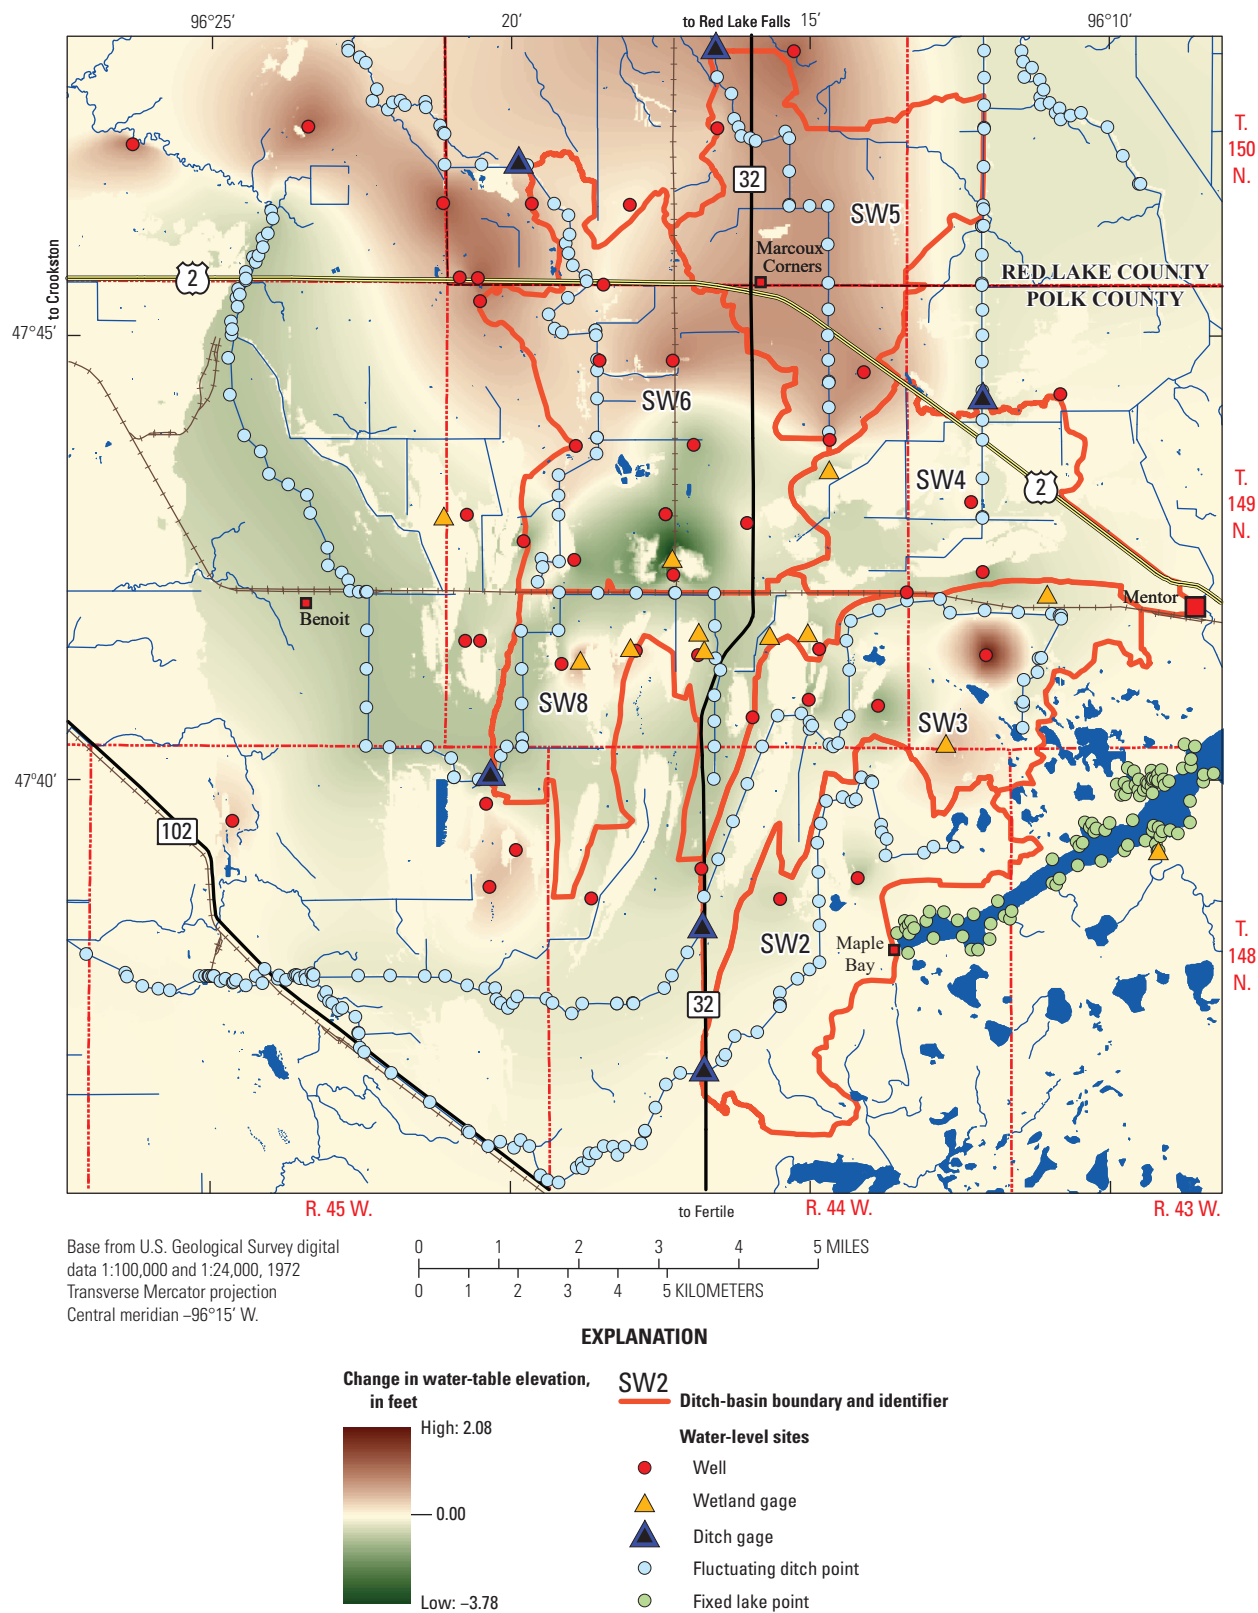 to Red Lake Falls
96°25′
20′
15′
96°10′
T.
150
N.
32
SW5
Marcoux
Corners
to Crookston
2
RED LAKE COUNTY
POLK COUNTY
47°45′
SW6
SW4
2
T.
149
N.
Benoit
Mentor
SW8
SW3
47°40′
102
SW2
Maple
Bay
T.
148
N.
32
R. 45 W.
to Fertile
R. 44 W.
R. 43 W.
Base from U.S. Geological Survey digital
data 1:100,000 and 1:24,000, 1972
Transverse Mercator projection
Central meridian –96°15′ W.
0 1 2 3 4 5 MILES
0 1 2 3 4 5 KILOMETERS
EXPLANATION
Change in water-table elevation,
in feet
High: 2.08
0.00
Low: –3.78
SW2
Ditch-basin boundary and identifier
Water-level sites
Well
Wetland gage
Ditch gage
Fluctuating ditch point
Fixed lake point